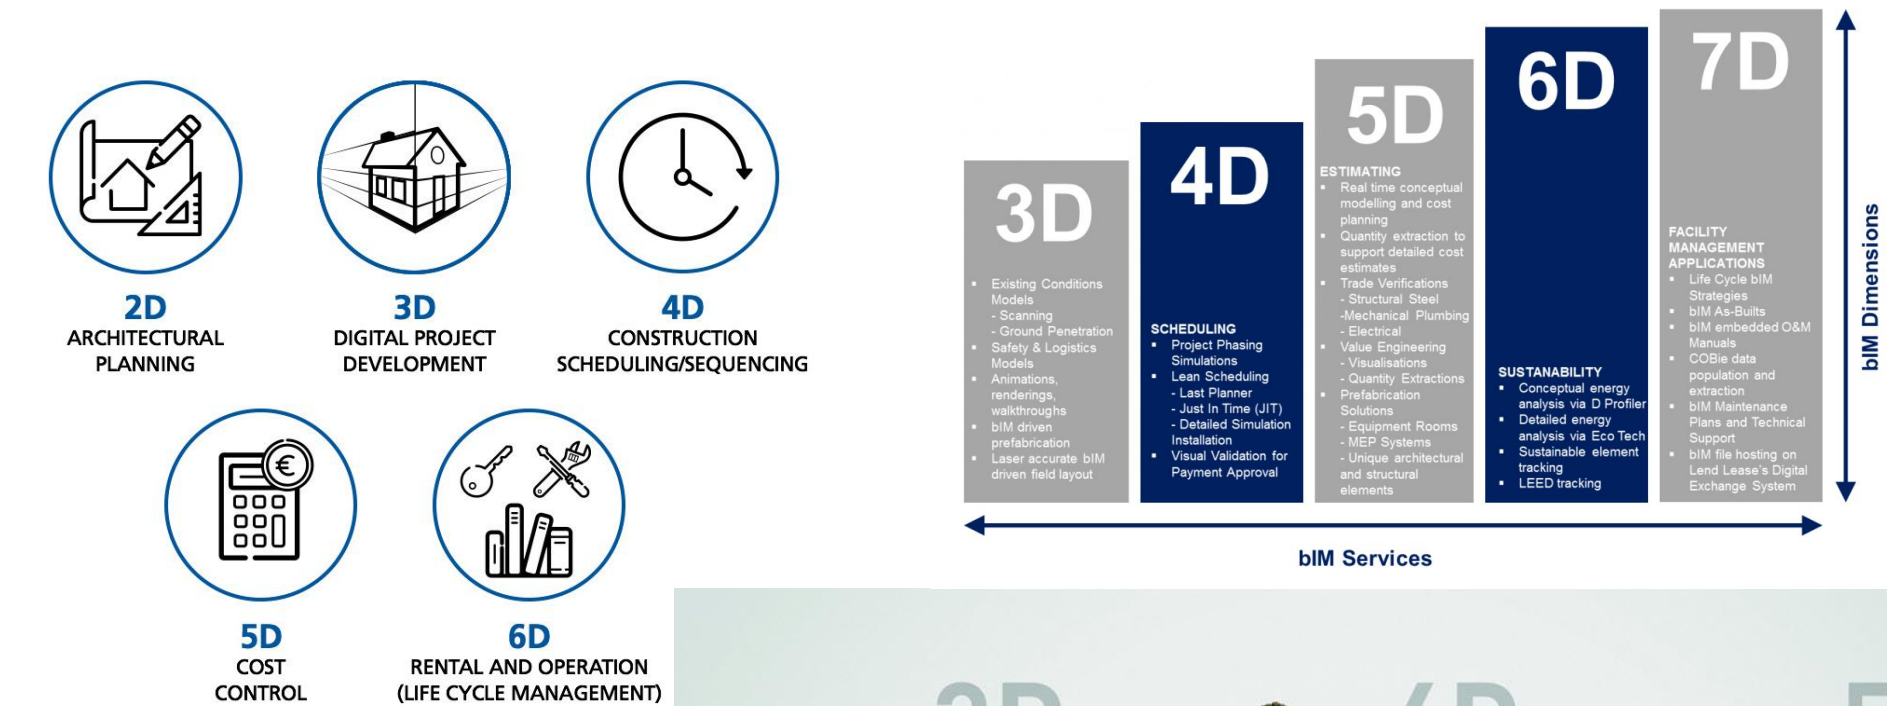 2D
ARCHITECTURAL
PLANNING
3D
DIGITAL PROJECT
DEVELOPMENT
4D
CONSTRUCTION
SCHEDULING/SEQUENCING
€
5D
COST
CONTROL
6D
RENTAL AND OPERATION
(LIFE CYCLE MANAGEMENT)
3D
▪ Existing Conditions
Models
- Scanning
- Ground Penetration
▪ Safety & Logistics
Models
▪ Animations,
renderings,
walkthroughs
▪ bIM driven
prefabrication
▪ Laser accurate bIM
driven field layout
4D
SCHEDULING
▪ Project Phasing
Simulations
▪ Lean Scheduling
- Last Planner
- Just In Time (JIT)
- Detailed Simulation
Installation
▪ Visual Validation for
Payment Approval
5D
ESTIMATING
▪ Real time conceptual
modelling and cost
planning
▪ Quantity extraction to
support detailed cost
estimates
▪ Trade Verifications
- Structural Steel
-Mechanical Plumbing
- Electrical
▪ Value Engineering
- Visualisations
- Quantity Extractions
▪ Prefabrication
Solutions
- Equipment Rooms
- MEP Systems
- Unique architectural
and structural
elements
6D
SUSTANABILITY
▪ Conceptual energy
analysis via D Profiler
▪ Detailed energy
analysis via Eco Tech
▪ Sustainable element
tracking
▪ LEED tracking
7D
FACILITY
MANAGEMENT
APPLICATIONS
▪ Life Cycle bIM
Strategies
▪ bIM As-Builts
▪ bIM embedded O&M
Manuals
▪ COBie data
population and
extraction
▪ bIM Maintenance
Plans and Technical
Support
▪ bIM file hosting on
Lend Lease's Digital
Exchange System
bIM Dimensions
bIM Services